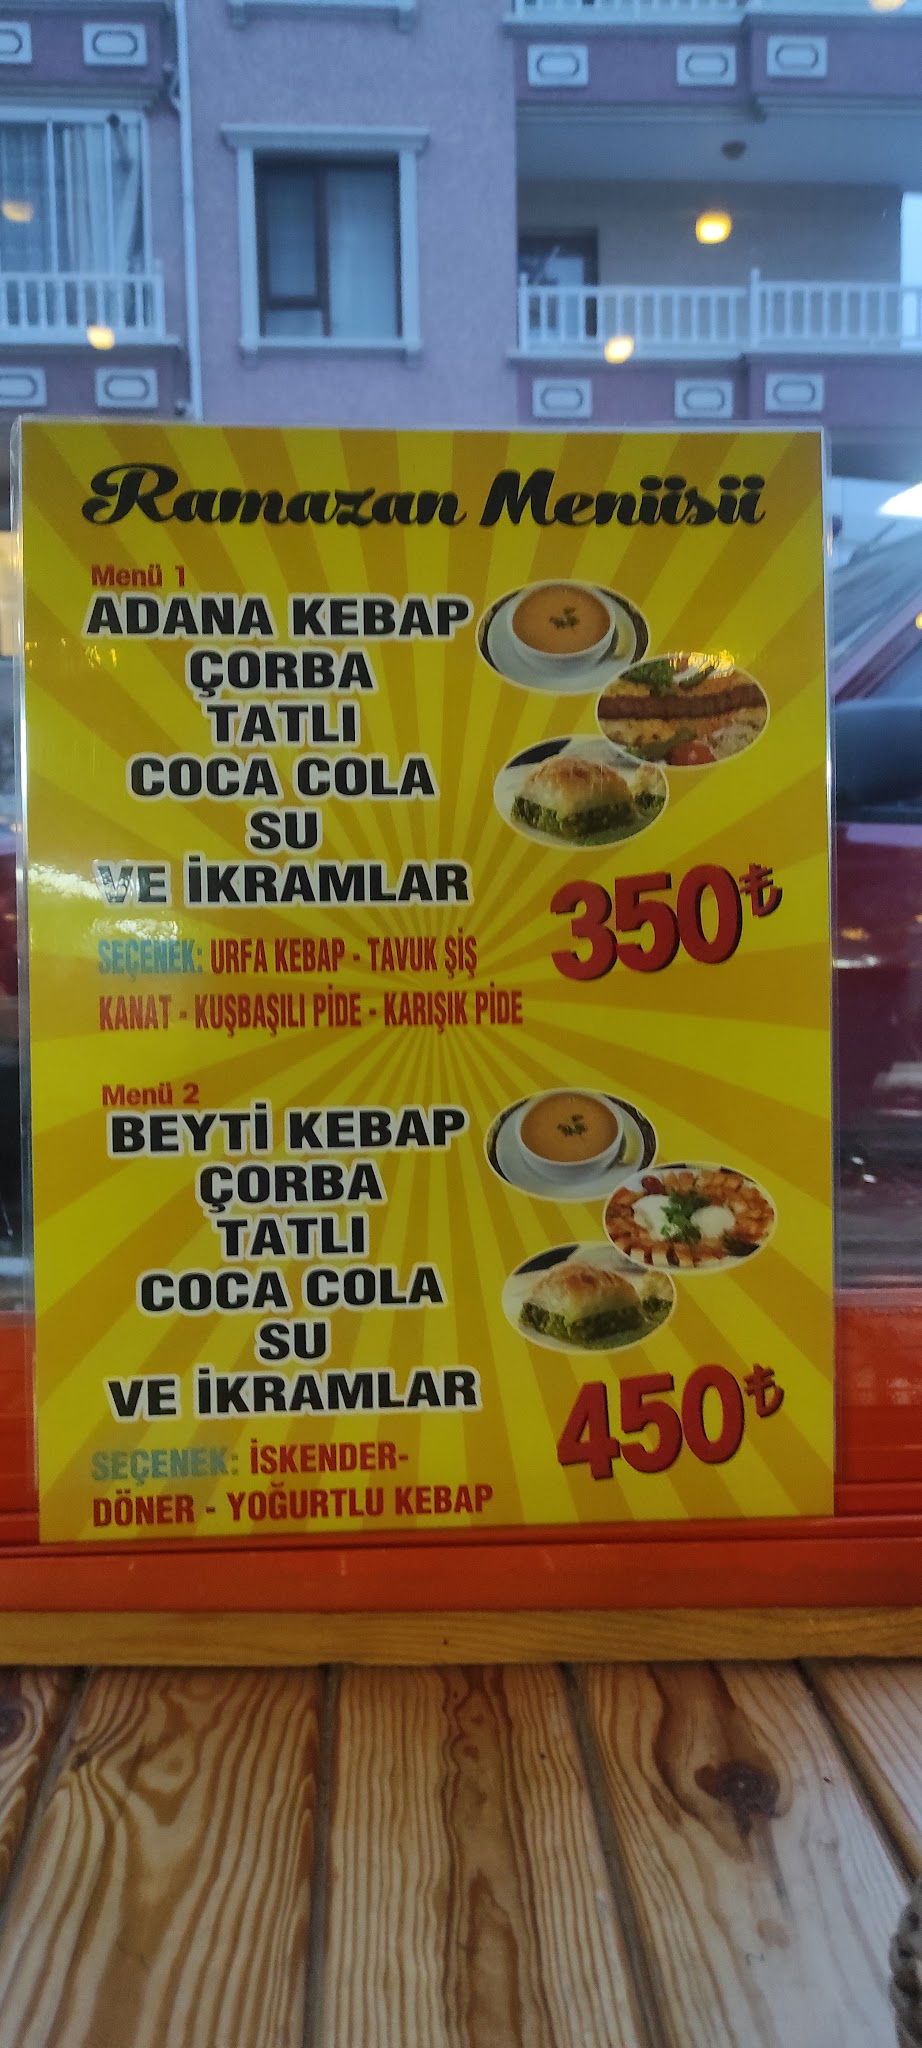 Ramazan Menüsü
Menü 1
ADANA KEBAP
ÇORBA
TATLI
COCA COLA
SU
VE İKRAMLAR
350₺
SEÇENEK: URFA KEBAP - TAVUK ŞİŞ
KANAT - KUŞBAŞILI PİDE - KARIŞIK PİDE
Menü 2
BEYTİ KEBAP
ÇORBA
TATLI
COCA COLA
SU
VE İKRAMLAR
450₺
SEÇENEK: İSKENDER-
DÖNER - YOĞURTLU KEBAP